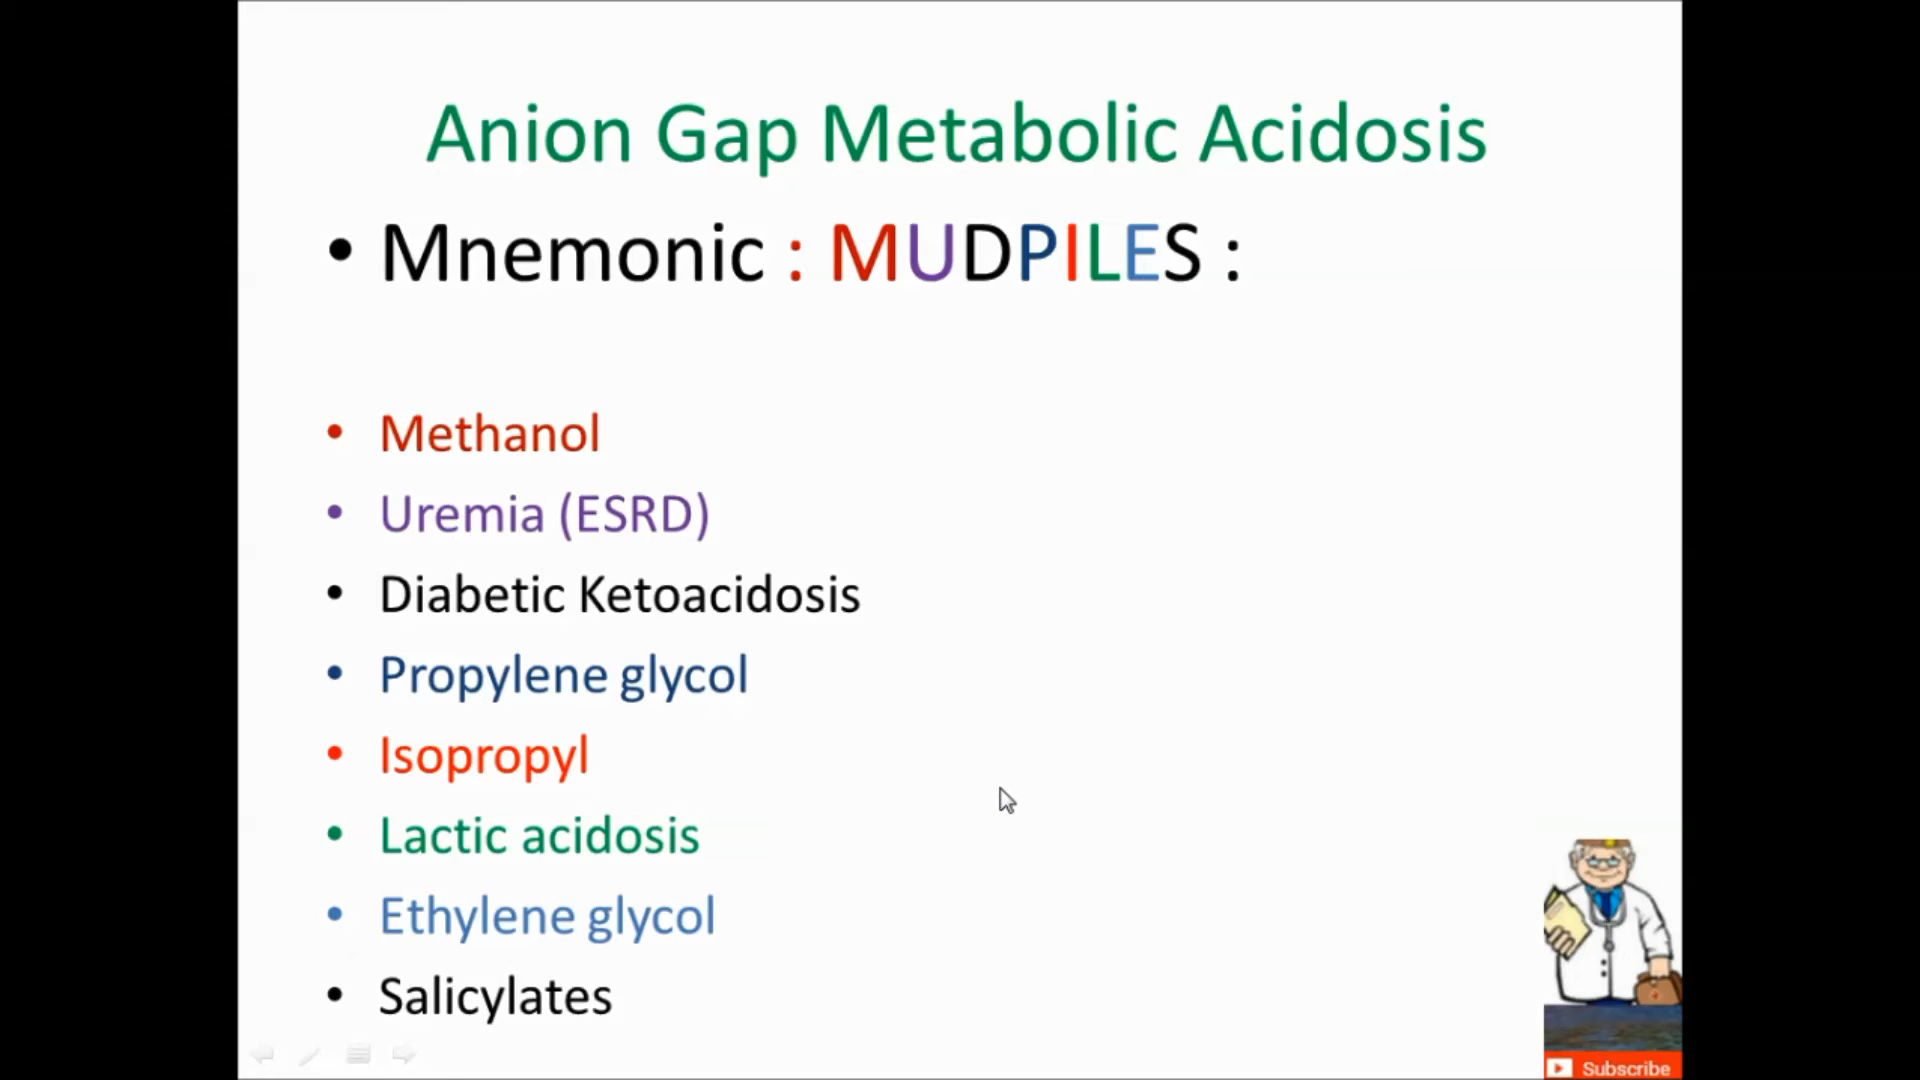 Anion Gap Metabolic Acidosis
• Mnemonic : MUDPILES :
• Methanol
• Uremia (ESRD)
• Diabetic Ketoacidosis
• Propylene glycol
• Isopropyl
• Lactic acidosis
• Ethylene glycol
• Salicylates
Subscribe